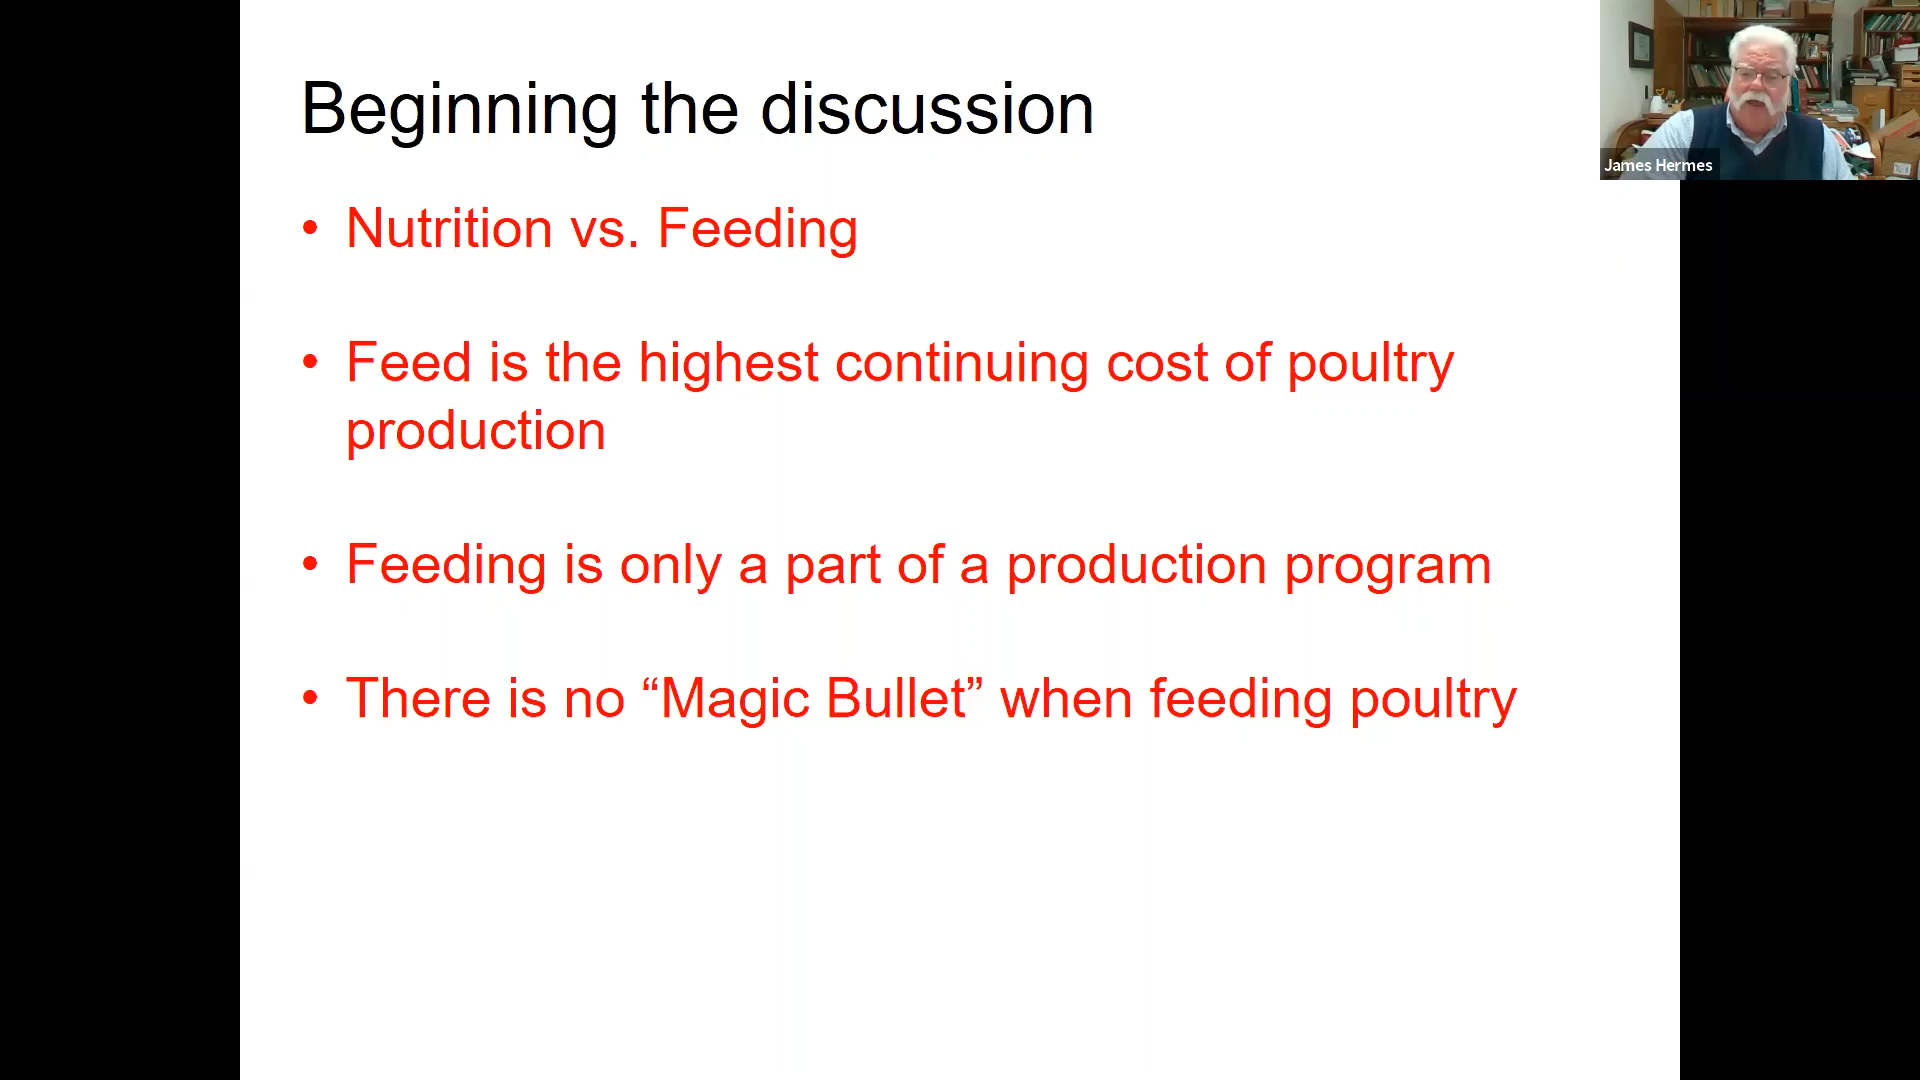 Beginning the discussion
• Nutrition vs. Feeding
• Feed is the highest continuing cost of poultry
production
• Feeding is only a part of a production program
• There is no “Magic Bullet” when feeding poultry
James Hermes